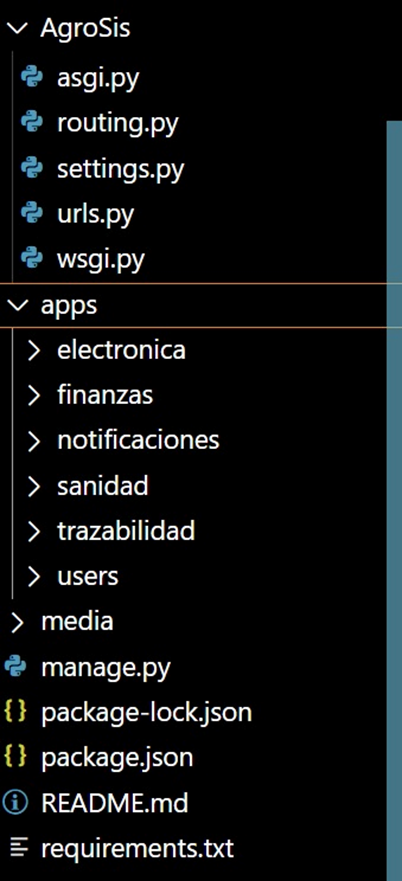 AgroSis
asgi.py
routing.py
settings.py
urls.py
wsgi.py
apps
electronica
finanzas
notificaciones
sanidad
trazabilidad
users
media
manage.py
package-lock.json
package.json
README.md
requirements.txt